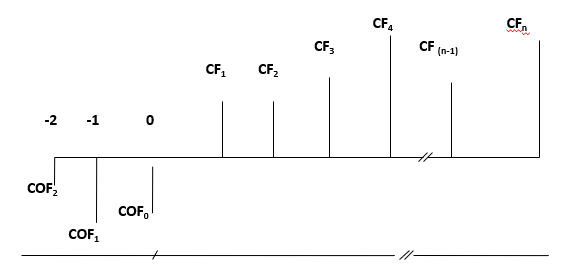 CF₄
CFₙ
CF₃
CF ₍ₙ₋₁₎
CF₁ CF₂
-2 -1 0
COF₂
COF₀
COF₁